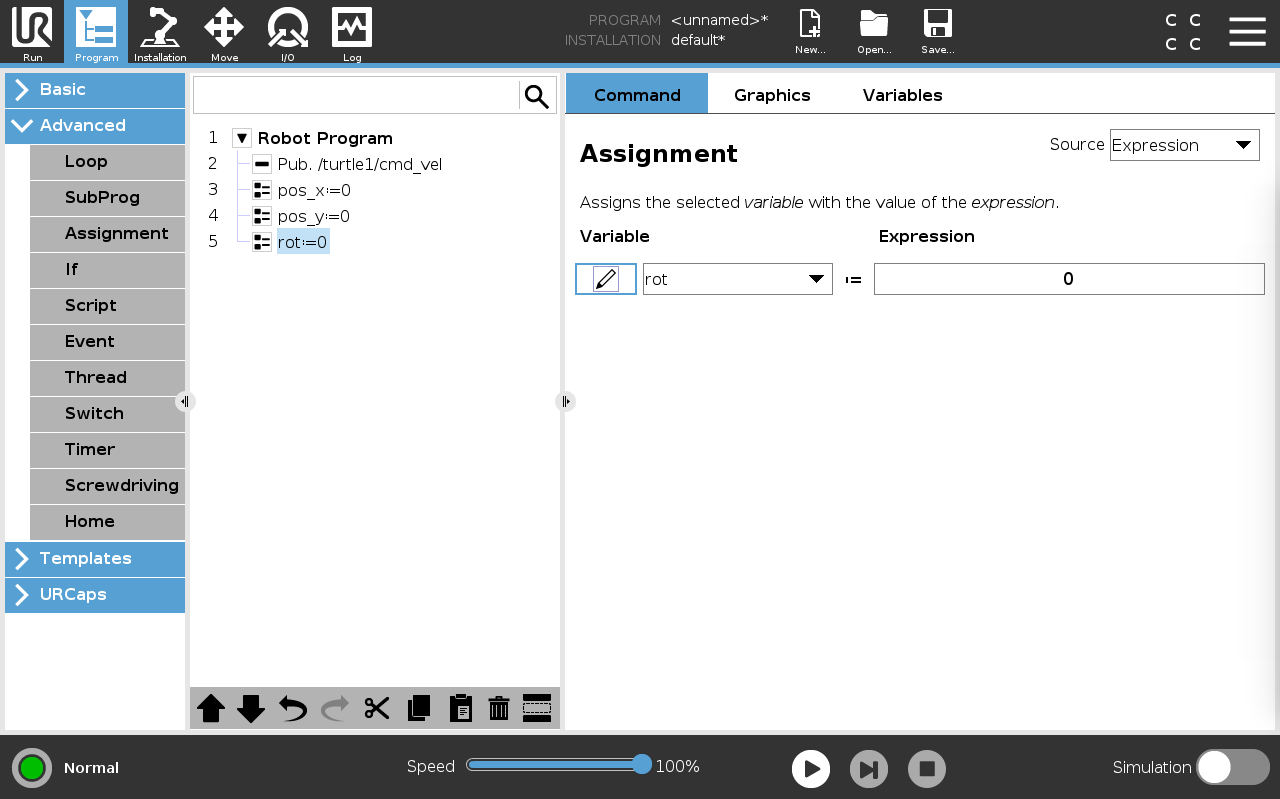 UR
Run
Program
Installation
Move
I/O
Log
PROGRAM <unnamed>*
INSTALLATION default*
New...
Open...
Save...
C C
C C
Basic
Advanced
Loop
SubProg
Assignment
If
Script
Event
Thread
Switch
Timer
Screwdriving
Home
Templates
URCaps
1 Robot Program
2 Pub. /turtle1/cmd_vel
3 pos_x:=0
4 pos_y:=0
5 rot:=0
Command Graphics Variables
Assignment
Source Expression
Assigns the selected variable with the value of the expression.
Variable Expression
rot := 0
Normal
Speed 100%
Simulation